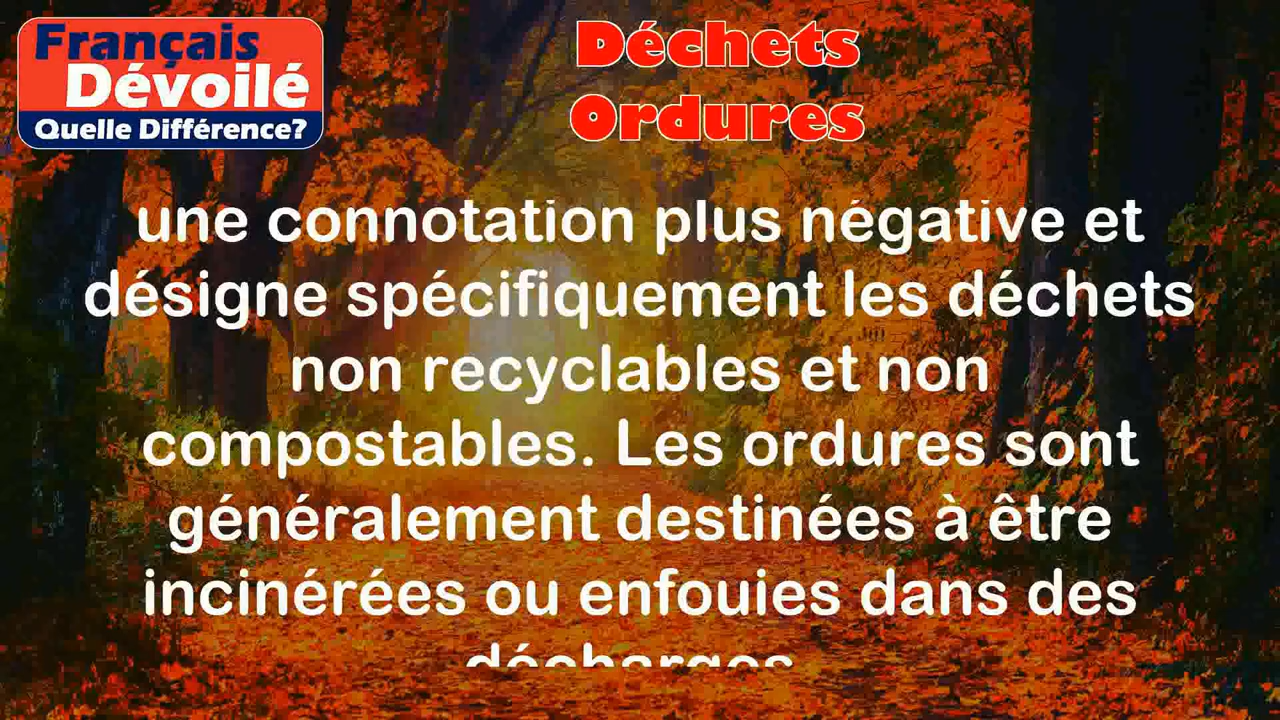 Français
Dévoilé
Quelle Différence?
Déchets
Ordures
une connotation plus négative et
désigne spécifiquement les déchets
non recyclables et non
compostables. Les ordures sont
généralement destinées à être
incinérées ou enfouies dans des
décharges